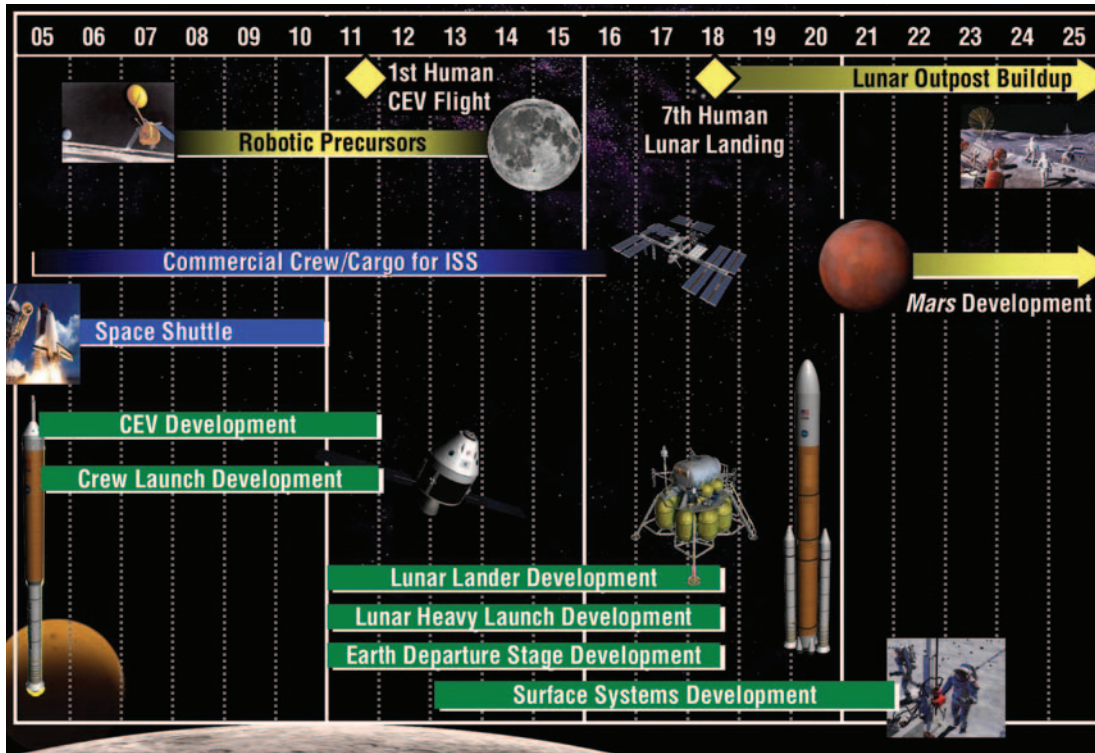 05 06 07 08 09 10 11 12 13 14 15 16 17 18 19 20 21 22 23 24 25
1st Human
CEV Flight
7th Human
Lunar Landing
Lunar Outpost Buildup
Robotic Precursors
Commercial Crew/Cargo for ISS
Mars Development
Space Shuttle
CEV Development
Crew Launch Development
Lunar Lander Development
Lunar Heavy Launch Development
Earth Departure Stage Development
Surface Systems Development